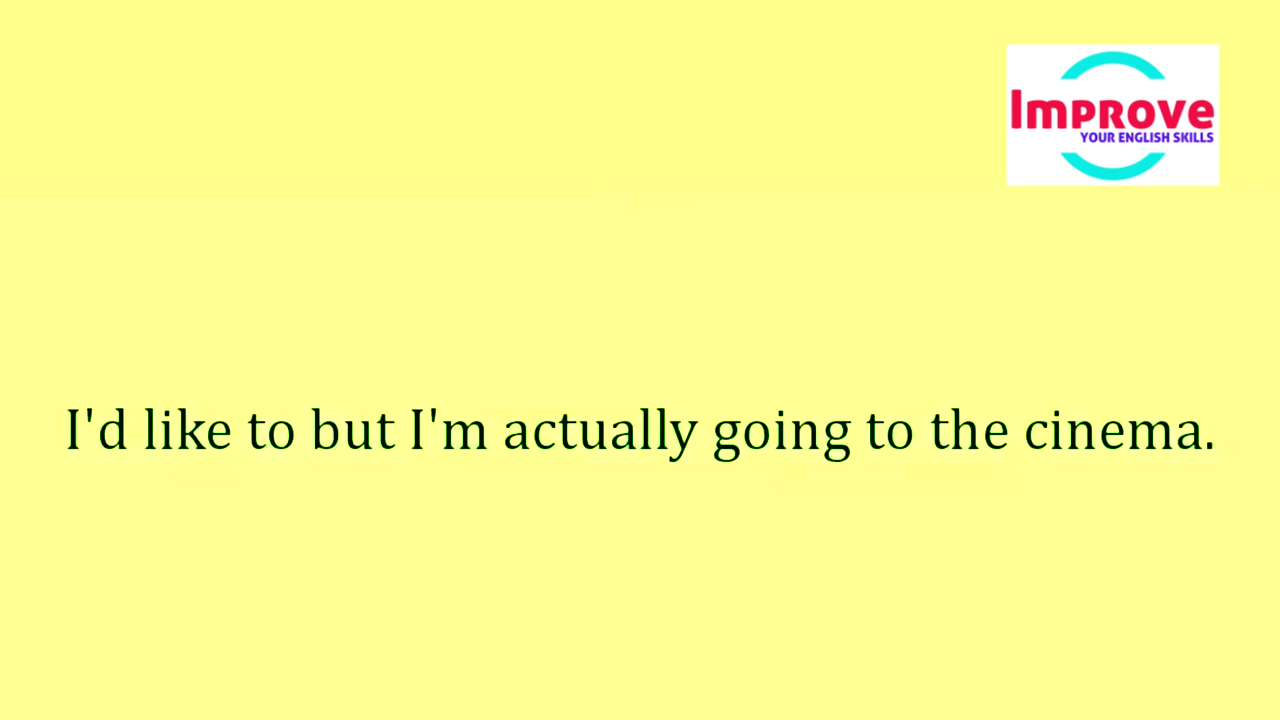 Improve
YOUR ENGLISH SKILLS
I'd like to but I'm actually going to the cinema.